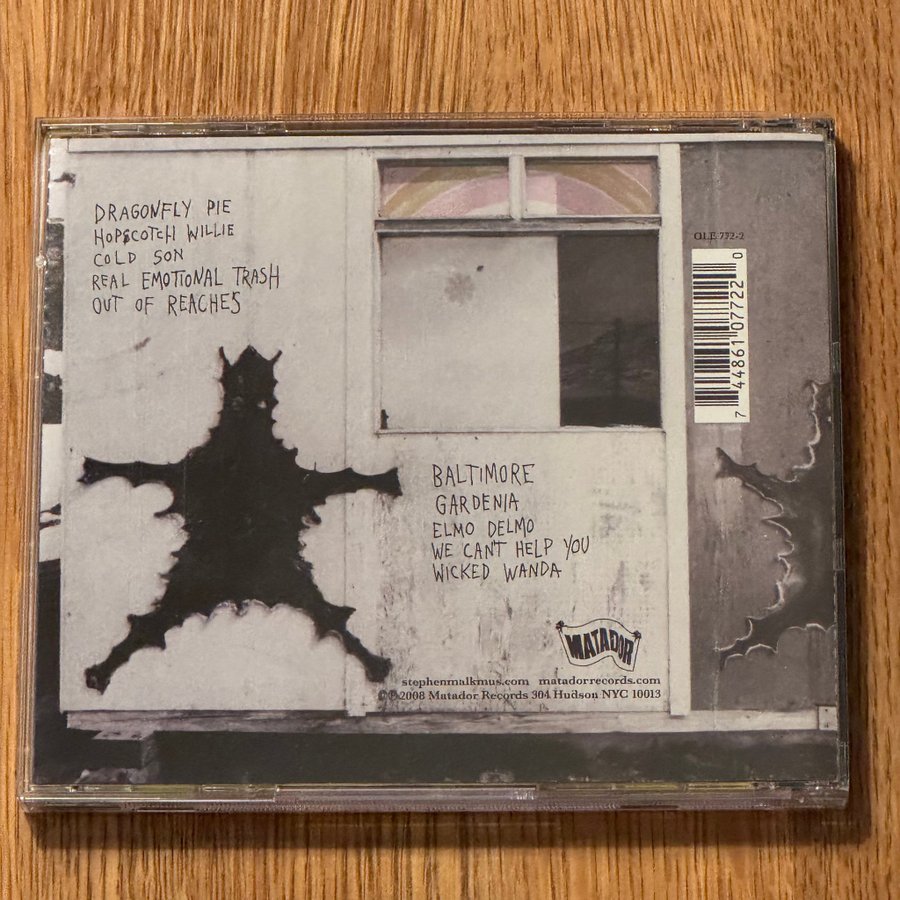 DRAGONFLY PIE
HOPSCOTCH WILLIE
COLD SON
REAL EMOTIONAL TRASH
OUT OF REACHES
BALTIMORE
GARDENIA
ELMO DELMO
WE CAN'T HELP YOU
WICKED WANDA
OLE 772-2
7 44861 07722 0
MATADOR
stephenmalkmus.com matadorrecords.com
©℗2008 Matador Records 304 Hudson NYC 10013